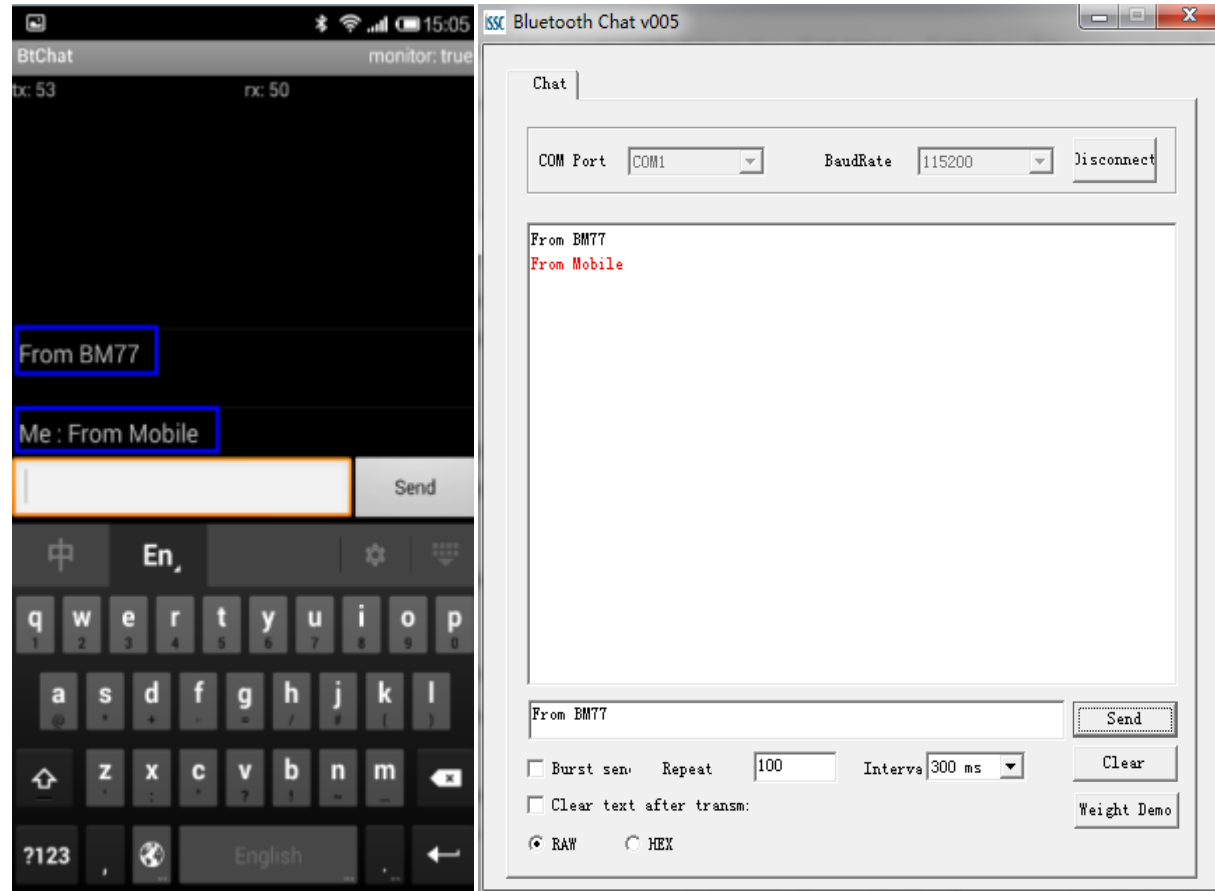 15:05
BtChat monitor: true
tx: 53 rx: 50
From BM77
Me : From Mobile
Send
中 En
q w e r t y u i o p
1 2 3 4 5 6 7 8 9 0
a s d f g h j k l
@ * + - = / # ( )
z x c v b n m
' : " ? ! ~ _
?123 , English .
ISSC Bluetooth Chat v005
Chat
COM Port COM1 BaudRate 115200 Disconnect
From BM77
From Mobile
From BM77 Send
Burst sen Repeat 100 Interva 300 ms Clear
Clear text after transm: Weight Demo
RAW HEX